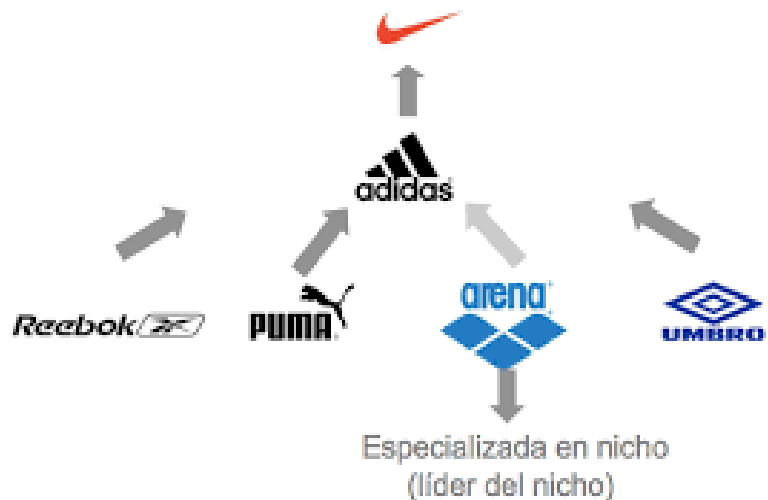 adidas
Reebok
PUMA
arena
UMBRO
Especializada en nicho
(líder del nicho)